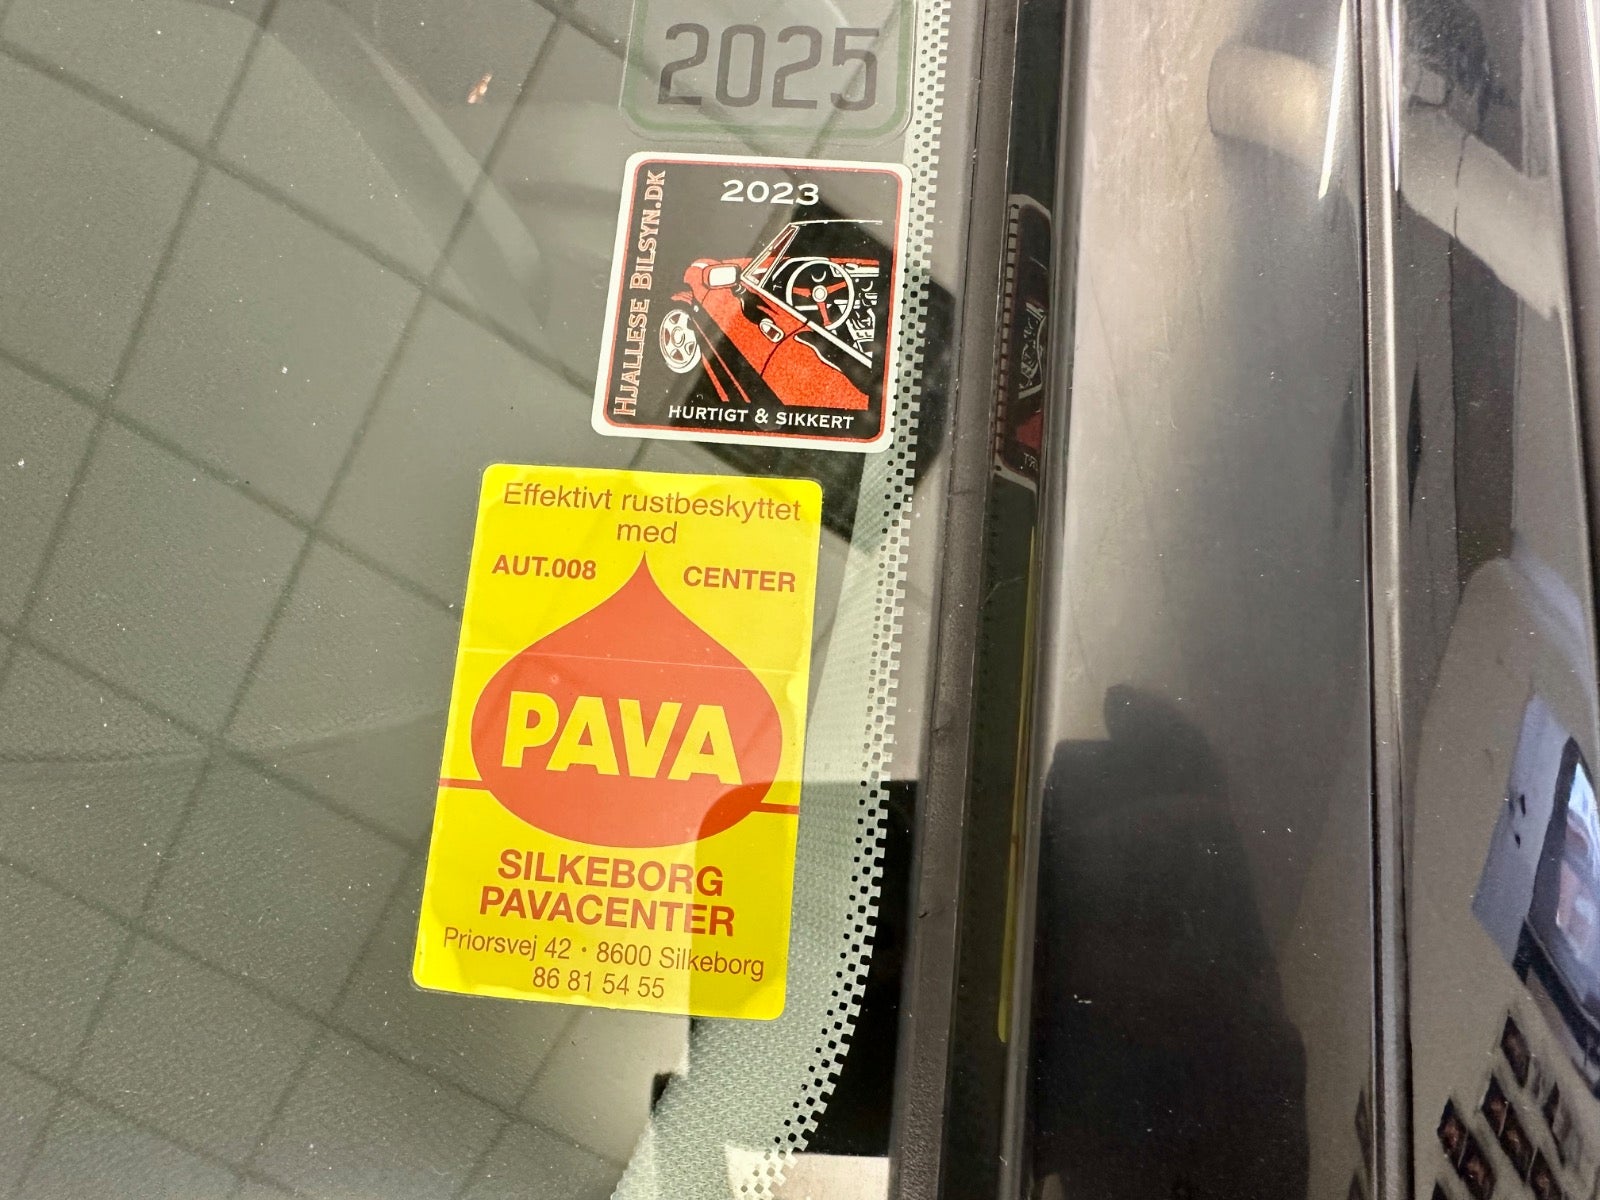 2025
2023
HJALLESE BILSYN.DK
HURTIGT & SIKKERT
Effektivt rustbeskyttet
med
AUT.008 CENTER
PAVA
SILKEBORG
PAVACENTER
Priorsvej 42 · 8600 Silkeborg
86 81 54 55